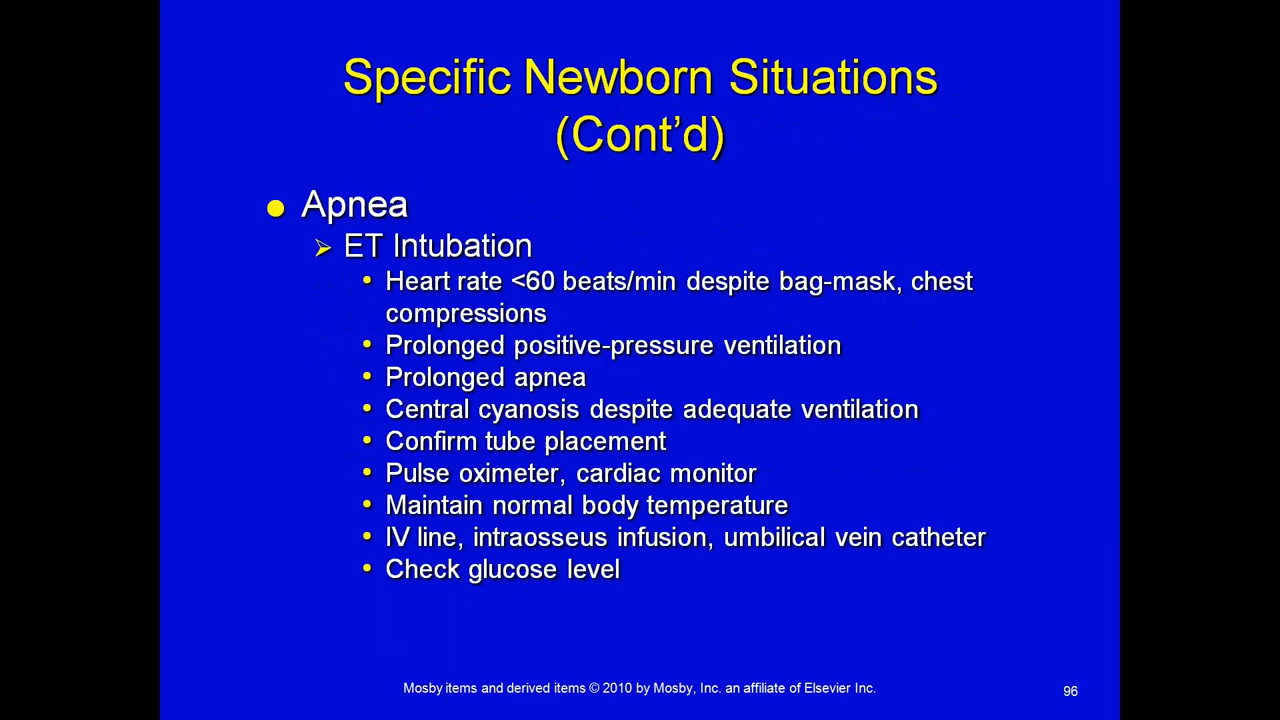 Specific Newborn Situations
(Cont’d)
Apnea
ET Intubation
Heart rate <60 beats/min despite bag-mask, chest
compressions
Prolonged positive-pressure ventilation
Prolonged apnea
Central cyanosis despite adequate ventilation
Confirm tube placement
Pulse oximeter, cardiac monitor
Maintain normal body temperature
IV line, intraosseus infusion, umbilical vein catheter
Check glucose level
Mosby items and derived items © 2010 by Mosby, Inc. an affiliate of Elsevier Inc.
96